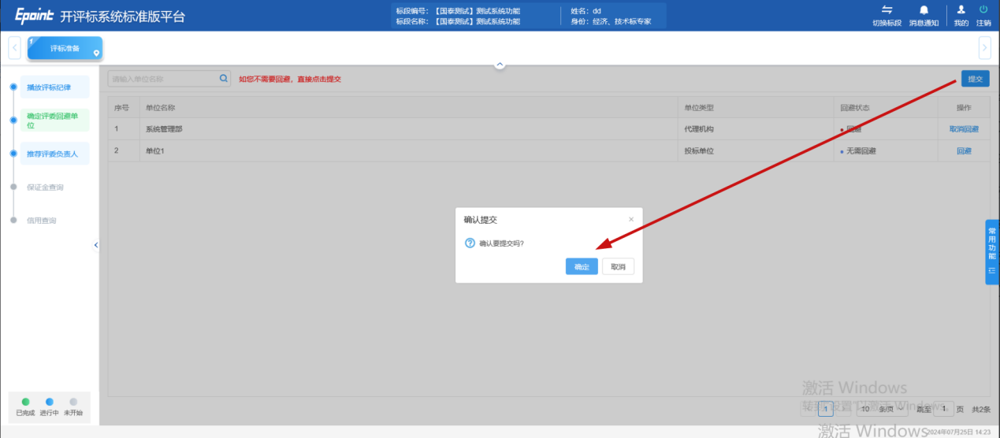 Epoint 开评标系统标准版平台
标段编号：【国泰测试】测试系统功能
标段名称：【国泰测试】测试系统功能
姓名：dd
身份：经济、技术标专家
切换标段 消息通知 我的 注销
1 评标准备
播放评标纪律
确定评委回避单
位
推荐评委负责人
保证金查询
信用查询
请输入单位名称 如您不需要回避，直接点击提交 提交
序号 单位名称 单位类型 回避状态 操作
1 系统管理部 代理机构 回避 取消回避
2 单位1 投标单位 无需回避 回避
确认提交
确认要提交吗?
确定 取消
常用功能
已完成 进行中 未开始
激活 Windows
转到"设置"以激活 Windows。
1 10 条/页 跳至 1 页 共2条
激活 Windows
2024年07月25日 14:23